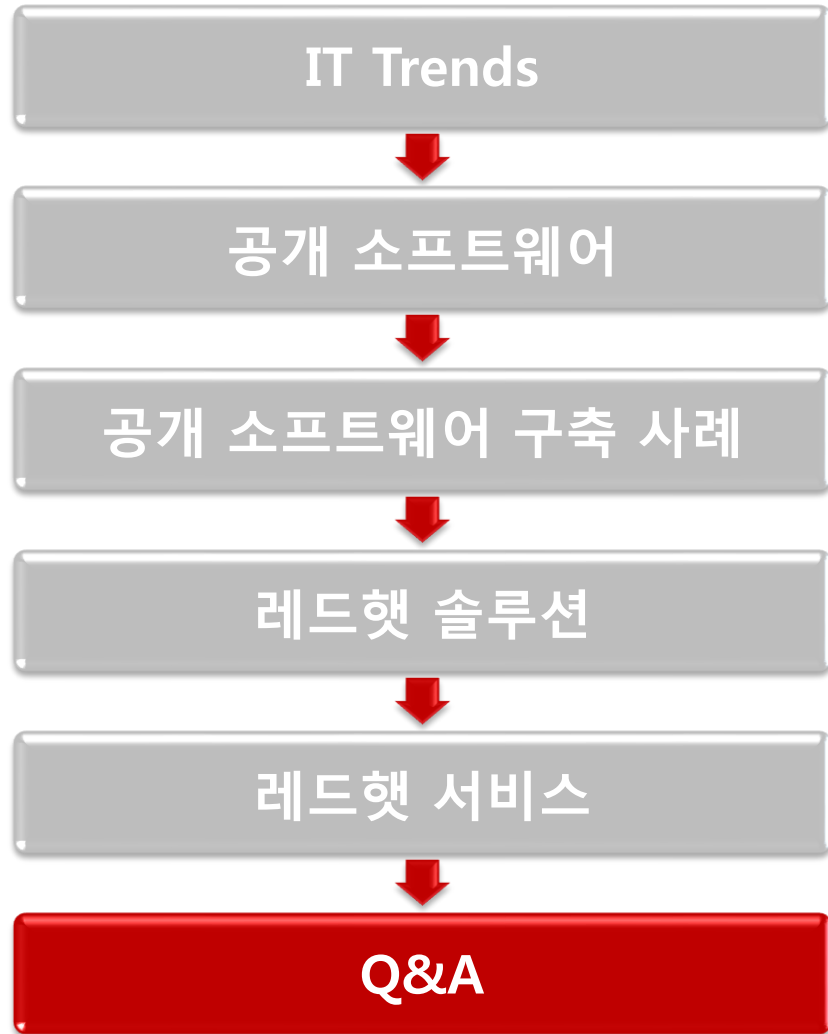 IT Trends
공개 소프트웨어
공개 소프트웨어 구축 사례
레드햇 솔루션
레드햇 서비스
Q&A